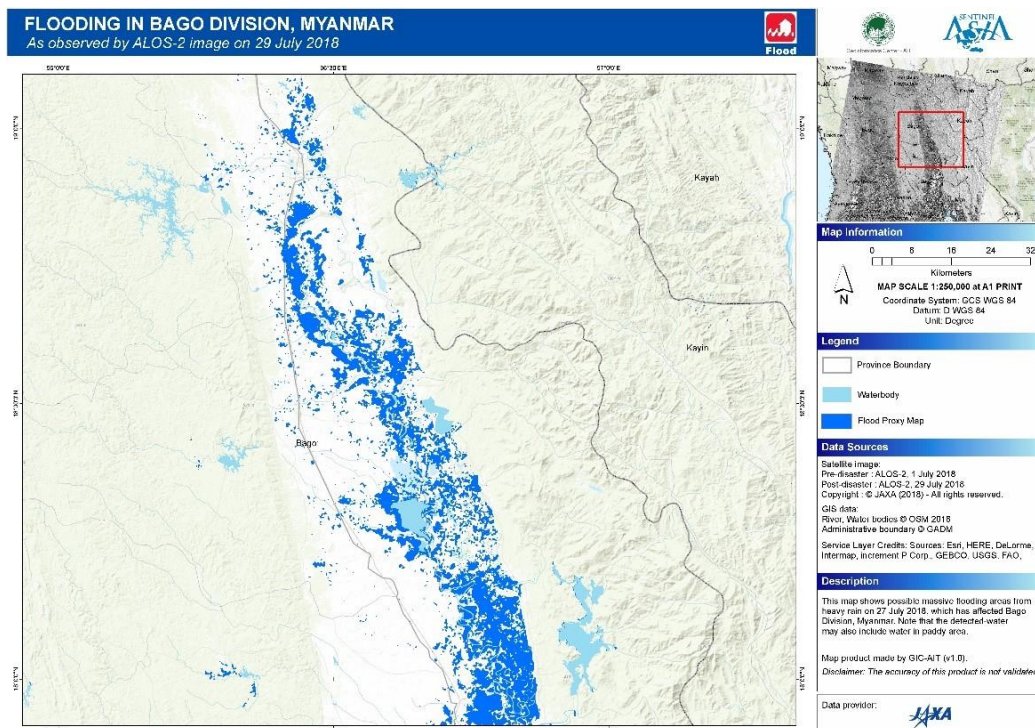 FLOODING IN BAGO DIVISION, MYANMAR
As observed by ALOS-2 image on 29 July 2018
Flood
SENTINEL
ASIA
Kayah
Kayin
Bago
Map Information
0 8 16 24 32
Kilometers
N
MAP SCALE 1:250,000 at A1 PRINT
Coordinate System: GCS WGS 84
Datum: D WGS 84
Unit: Degree
Legend
Province Boundary
Waterbody
Flood Proxy Map
Data Sources
Satellite image:
Pre-disaster : ALOS-2, 1 July 2018
Post-disaster : ALOS-2, 29 July 2018
Copyright : © JAXA (2018) - All rights reserved.
GIS data:
River, Water bodies © OSM 2018
Administrative boundary © GADM
Service Layer Credits: Sources: Esri, HERE, DeLorme,
Intermap, increment P Corp., GEBCO, USGS, FAO,
Description
This map shows possible massive flooding areas from
heavy rain on 27 July 2018, which has affected Bago
Division, Myanmar. Note that the detected-water
may also include water in paddy area.
Map product made by GIC-AIT (v1.0).
Disclaimer: The accuracy of this product is not validated
Data provider:
JAXA